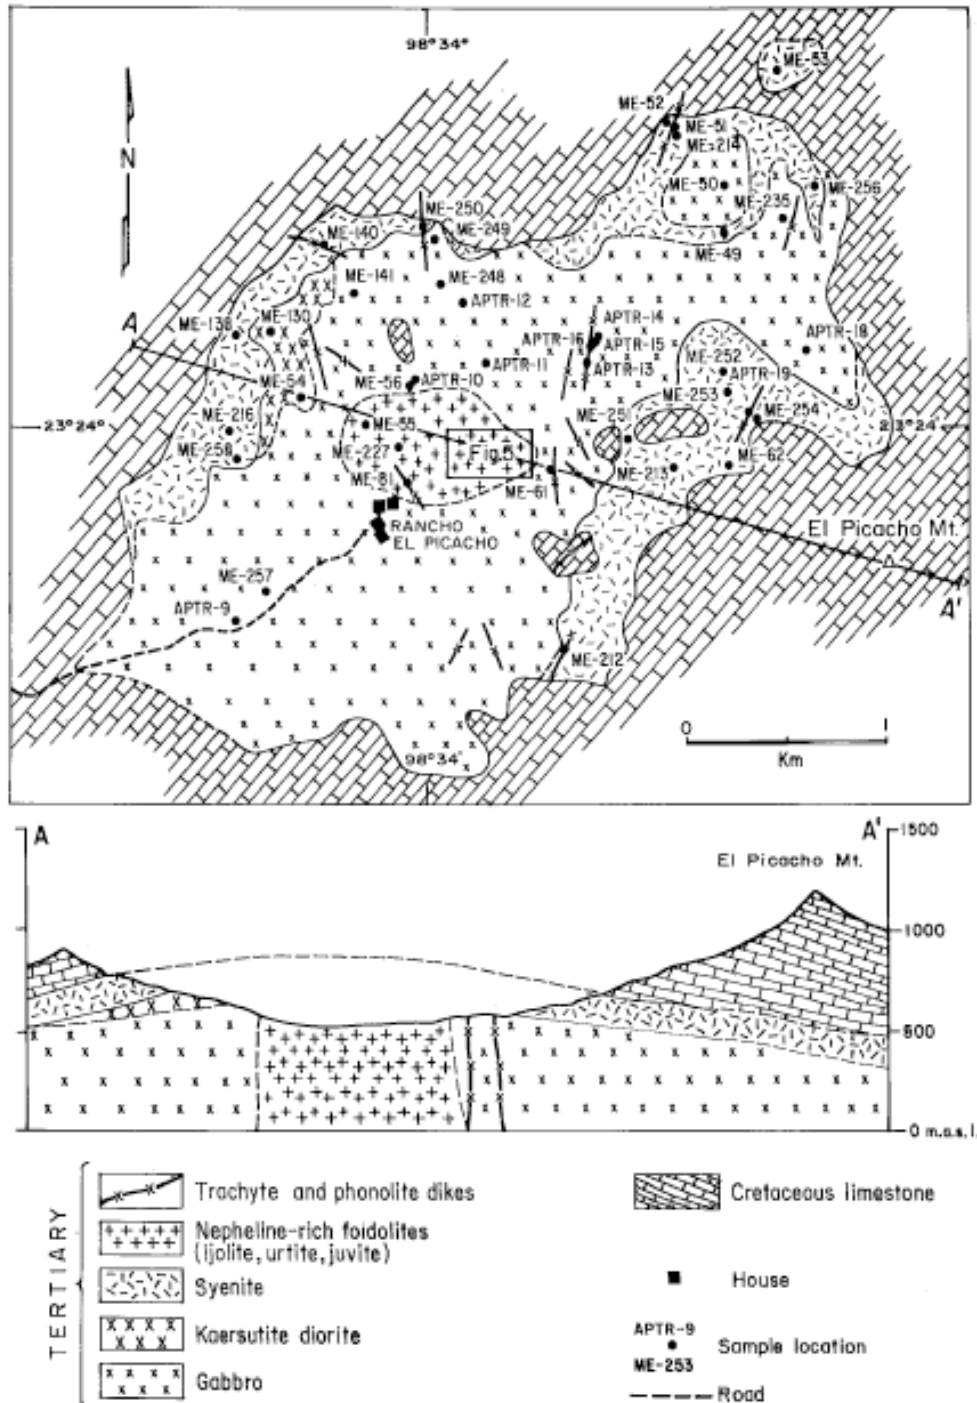 98°34°
ME-53
ME-52
ME-51
ME-214
N
ME-50
ME-256
ME-235
ME-250
ME-140
ME-249
ME-49
ME-141
ME-248
APTR-12
A
ME-138
ME-130
APTR-14
APTR-16
APTR-15
APTR-18
ME-252
APTR-11
APTR-13
APTR-19
ME-56
APTR-10
ME-54
ME-253
ME-254
ME-216
ME-55
ME-25
23°24'
23°24'
ME-227
Fig.5
ME-258
ME-81
ME-61
ME-213
ME-62
RANCHO
EL PICACHO
El Picacho Mt.
ME-257
A'
APTR-9
ME-212
0 1
Km
98°34'
A
A'
1500
El Picacho Mt.
1000
500
0 m.a.s.l.
TERTIARY
Trachyte and phonolite dikes
Nepheline-rich foidolites
(ijolite, urtite, juvite)
Syenite
Kaersutite diorite
Gabbro
Cretaceous limestone
House
APTR-9
Sample location
ME-253
Road